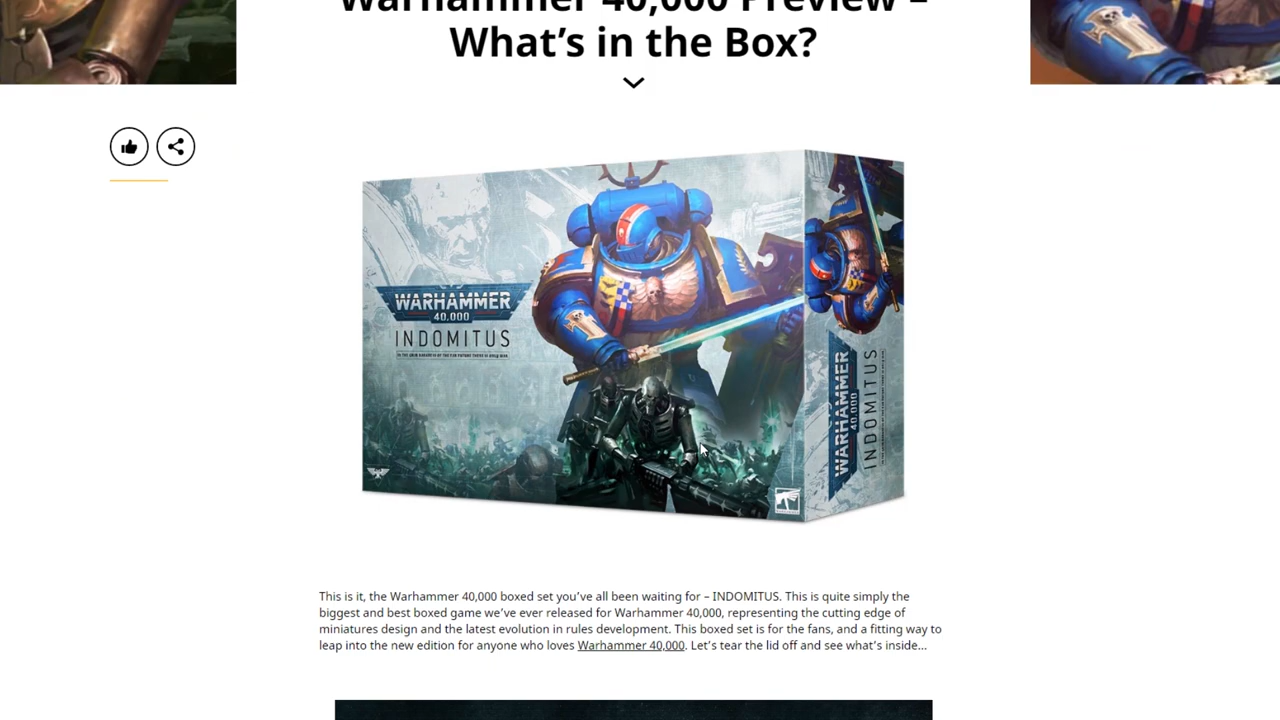 Warhammer 40,000 Preview –
What’s in the Box?
WARHAMMER
40,000
INDOMITUS
WARHAMMER
40,000
INDOMITUS
This is it, the Warhammer 40,000 boxed set you’ve all been waiting for – INDOMITUS. This is quite simply the
biggest and best boxed game we’ve ever released for Warhammer 40,000, representing the cutting edge of
miniatures design and the latest evolution in rules development. This boxed set is for the fans, and a fitting way to
leap into the new edition for anyone who loves Warhammer 40,000. Let’s tear the lid off and see what’s inside…